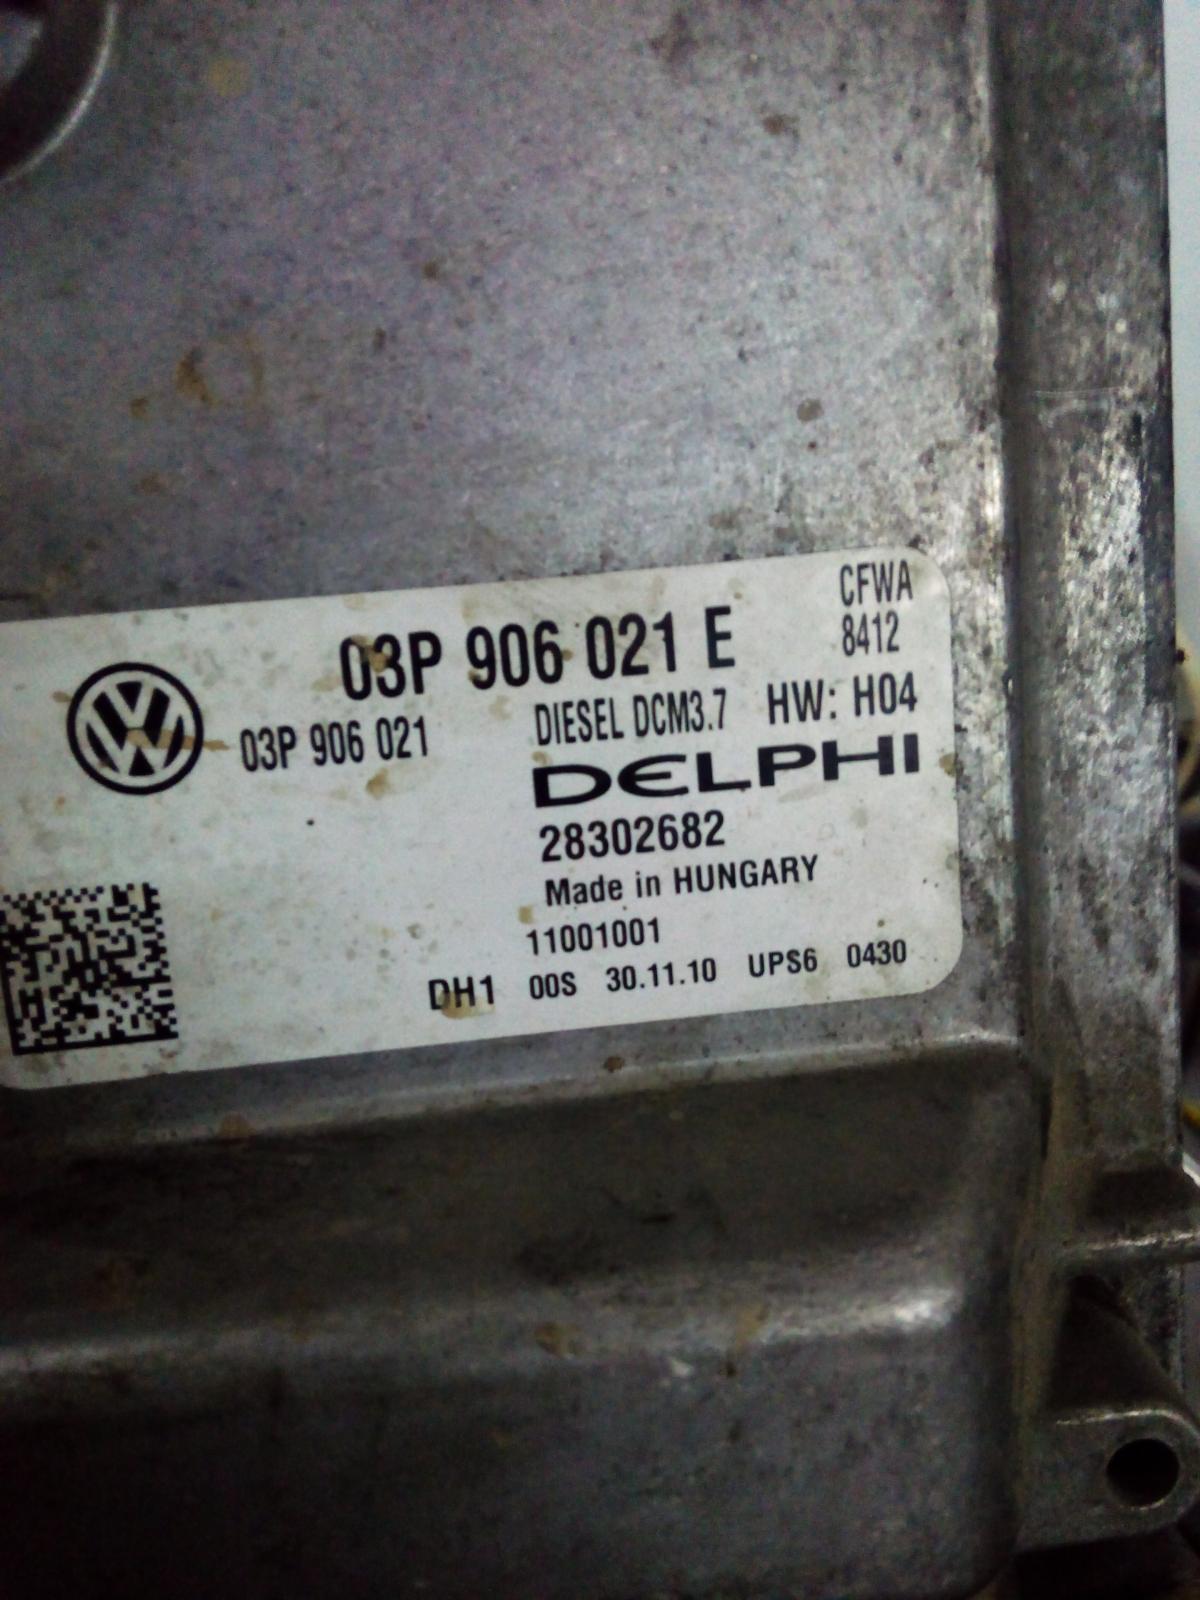 CFWA
03P 906 021 E 8412
03P 906 021 DIESEL DCM3.7 HW: H04
DELPHI
28302682
Made in HUNGARY
11001001
DH1 00S 30.11.10 UPS6 0430